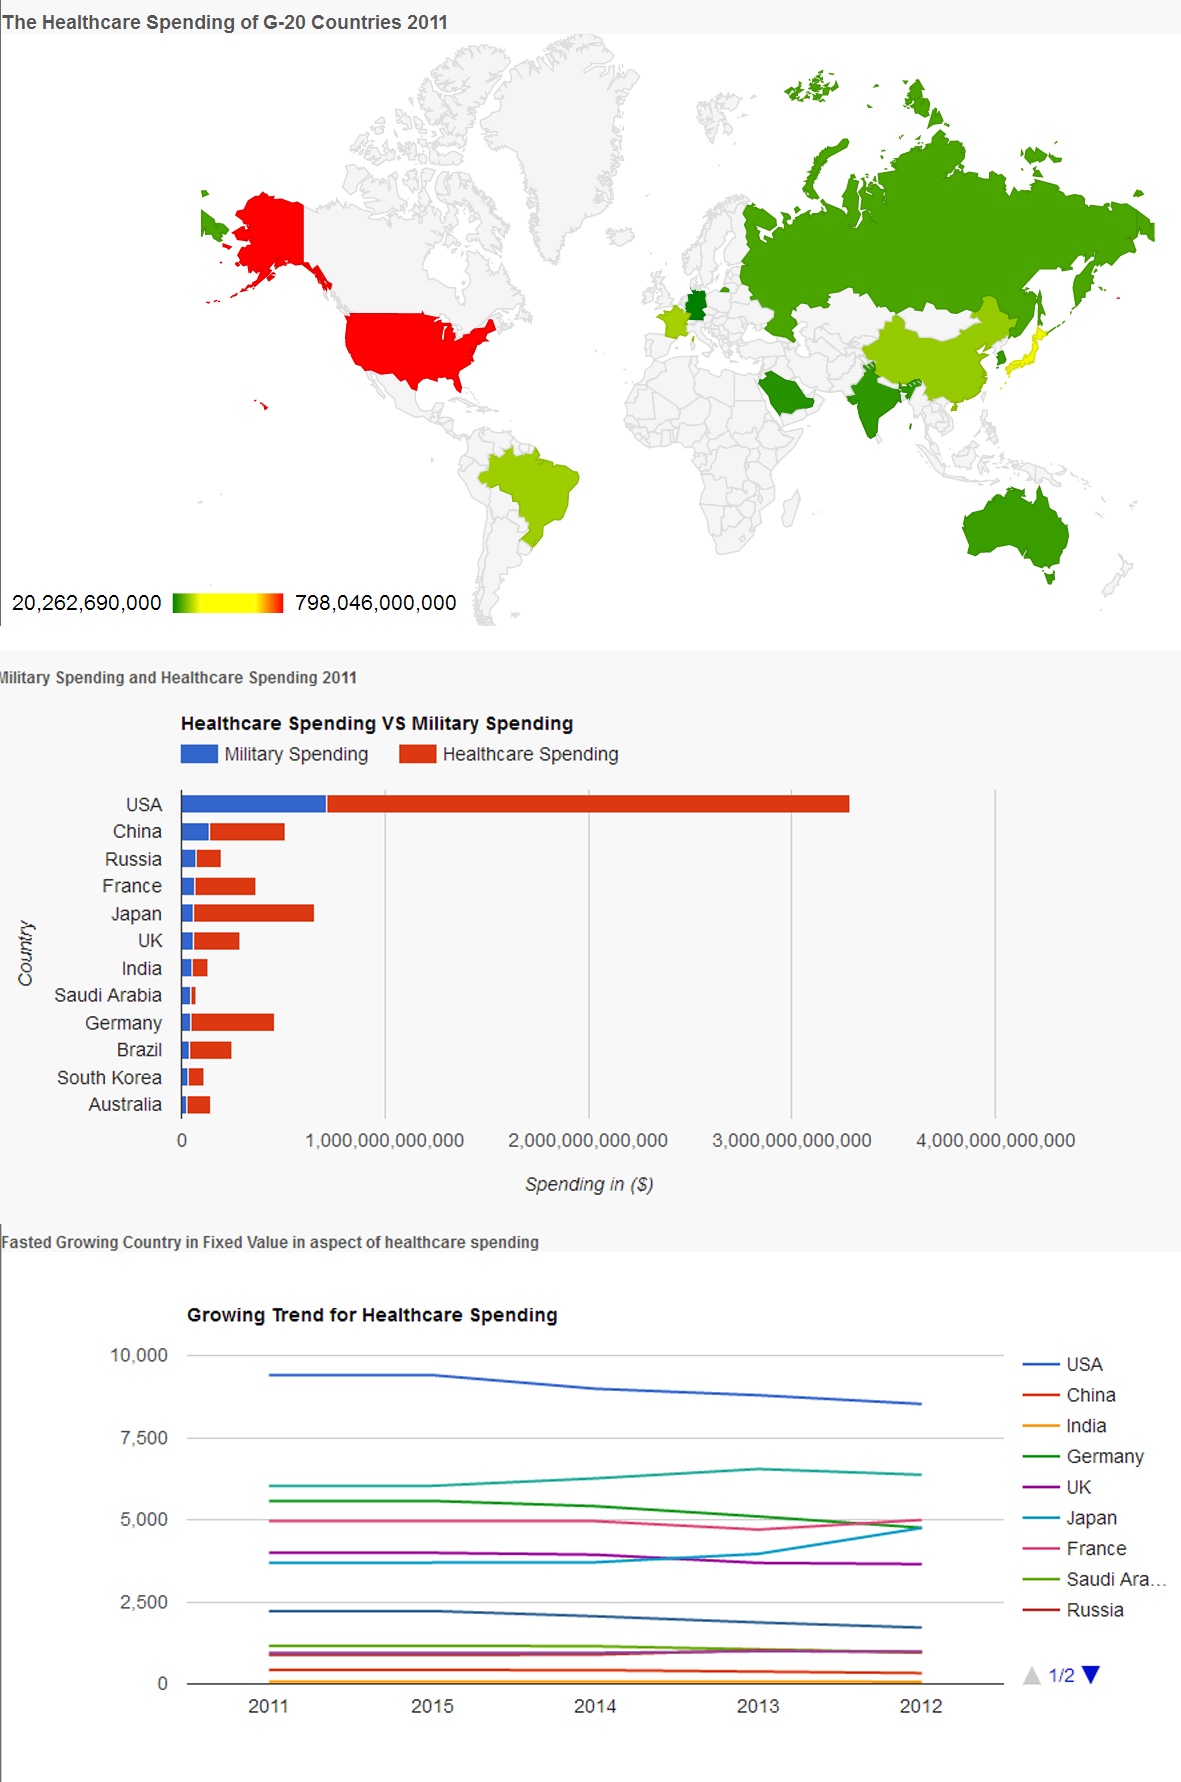 The Healthcare Spending of G-20 Countries 2011
20,262,690,000
798,046,000,000
Military Spending and Healthcare Spending 2011
Healthcare Spending VS Military Spending
Military Spending
Healthcare Spending
USA
China
Russia
France
Japan
UK
India
Saudi Arabia
Germany
Brazil
South Korea
Australia
Country
0
1,000,000,000,000
2,000,000,000,000
3,000,000,000,000
4,000,000,000,000
Spending in ($)
Fasted Growing Country in Fixed Value in aspect of healthcare spending
Growing Trend for Healthcare Spending
10,000
7,500
5,000
2,500
0
2011
2015
2014
2013
2012
USA
China
India
Germany
UK
Japan
France
Saudi Ara...
Russia
1/2